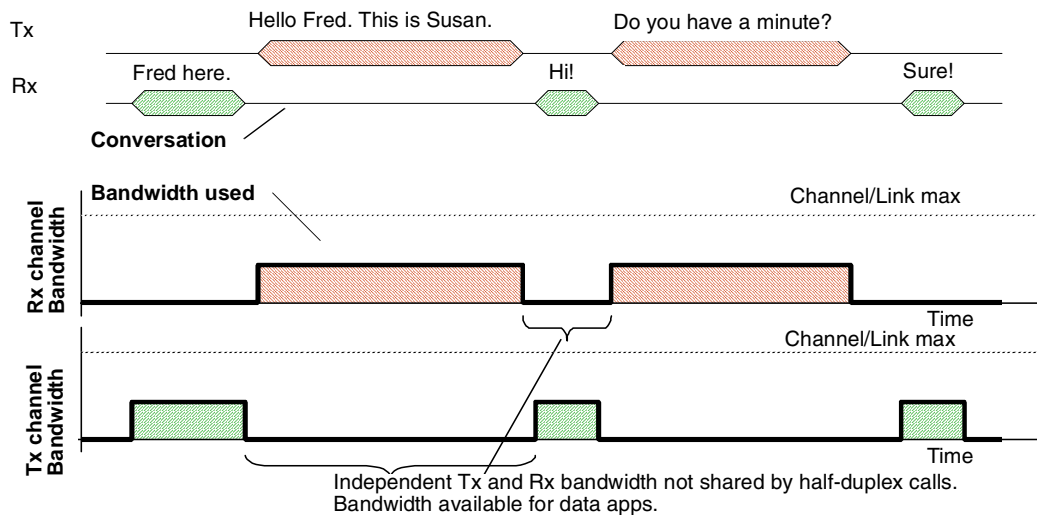 Tx
Hello Fred. This is Susan.
Do you have a minute?
Rx
Fred here.
Hi!
Sure!
Conversation
Bandwidth used
Channel/Link max
Rx channel
Bandwidth
Time
Channel/Link max
Tx channel
Bandwidth
Time
Independent Tx and Rx bandwidth not shared by half-duplex calls.
Bandwidth available for data apps.